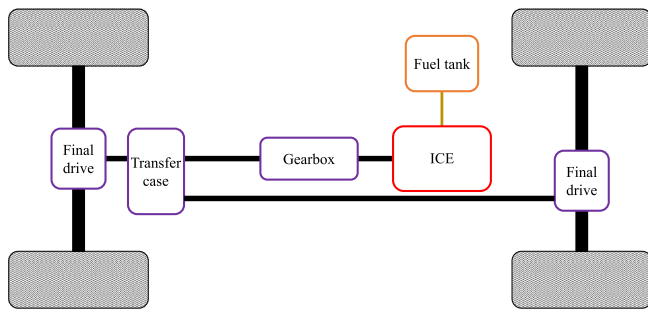 Fuel tank
Final
drive
Transfer
case
Gearbox
ICE
Final
drive